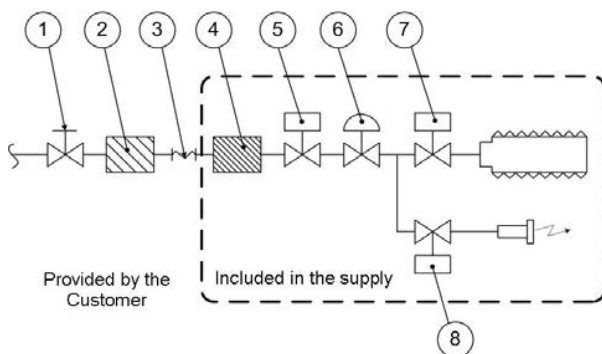 1 2 3 4 5 6 7
Provided by the
Customer
Included in the supply
8